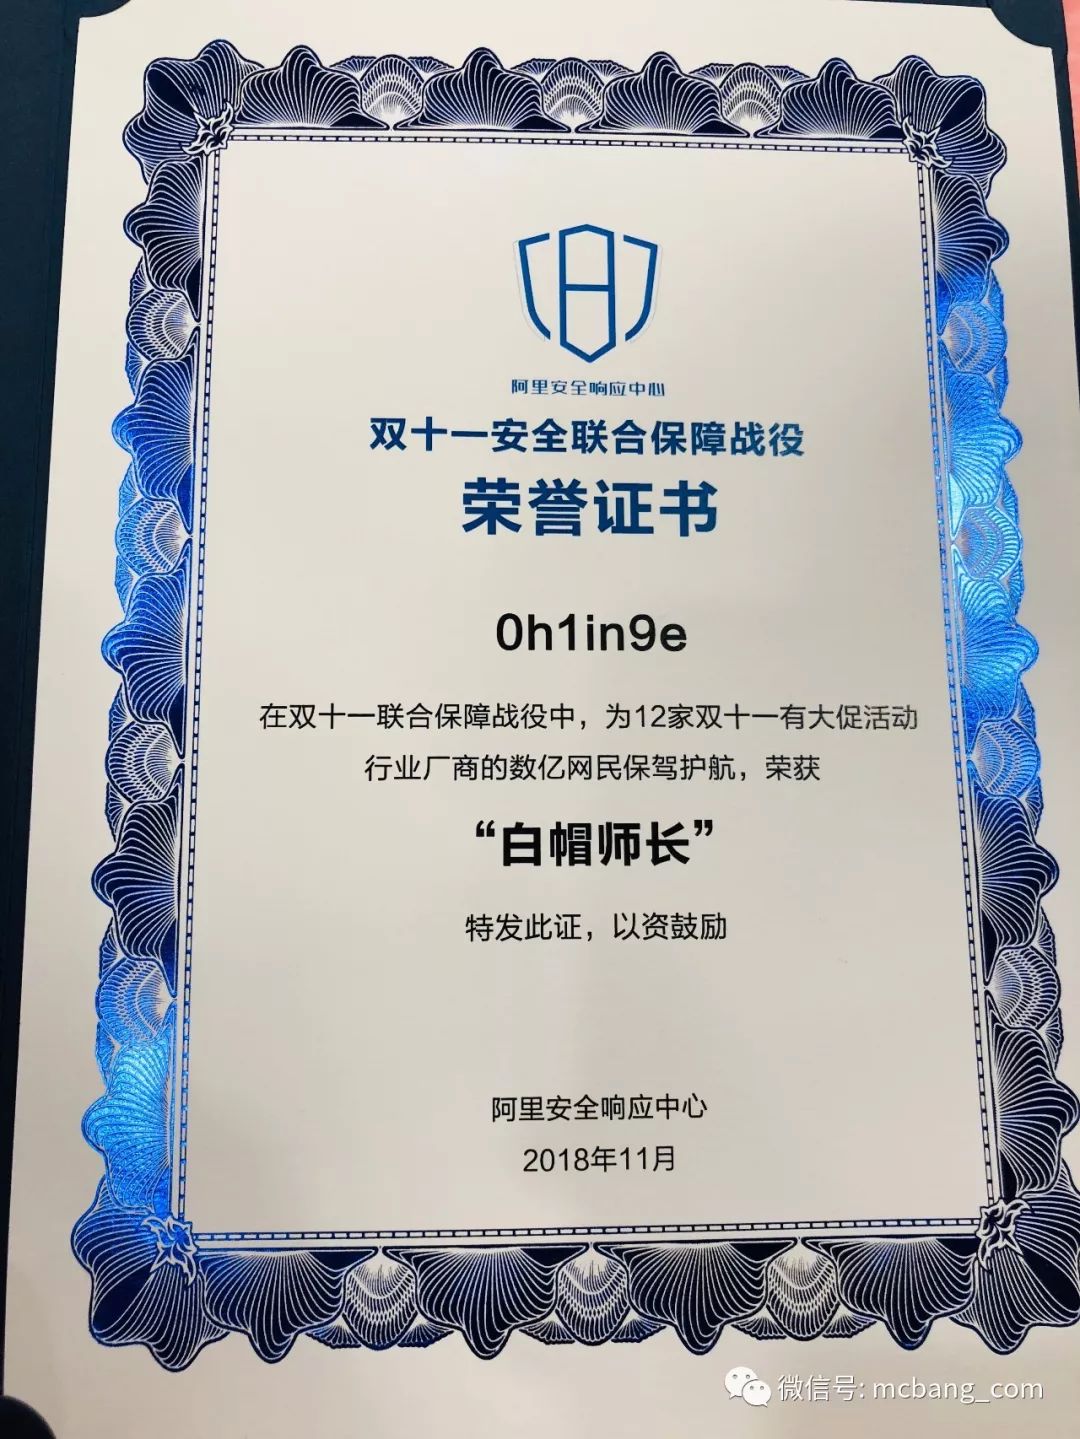 阿里安全响应中心
双十一安全联合保障战役
荣誉证书
0h1in9e
在双十一联合保障战役中，为12家双十一有大促活动
行业厂商的数亿网民保驾护航，荣获
“白帽师长”
特发此证，以资鼓励
阿里安全响应中心
2018年11月
微信号: mcbang_com